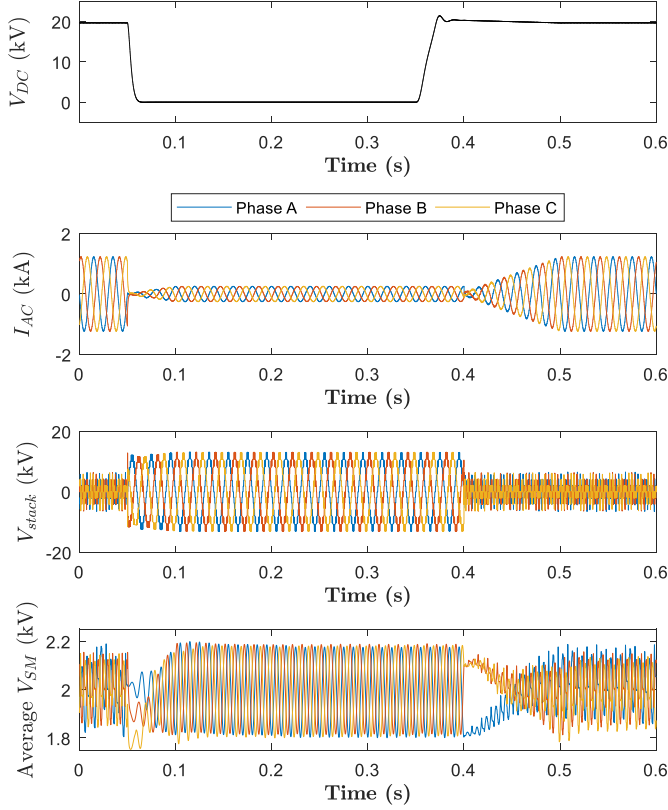 20
10
0
V_DC (kV)
0 0.1 0.2 0.3 0.4 0.5 0.6
Time (s)
Phase A Phase B Phase C
2
0
-2
I_AC (kA)
0 0.1 0.2 0.3 0.4 0.5 0.6
Time (s)
20
0
-20
V_stack (kV)
0 0.1 0.2 0.3 0.4 0.5 0.6
Time (s)
2.2
2
1.8
Average V_SM (kV)
0 0.1 0.2 0.3 0.4 0.5 0.6
Time (s)